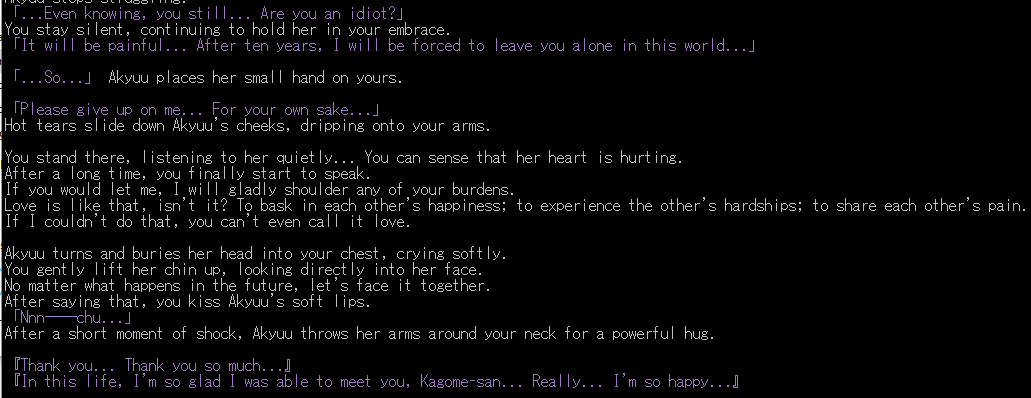 Akyuu stops struggling.
「...Even knowing, you still... Are you an idiot?」
You stay silent, continuing to hold her in your embrace.
「It will be painful... After ten years, I will be forced to leave you alone in this world...」
「...So...」 Akyuu places her small hand on yours.
「Please give up on me... For your own sake...」
Hot tears slide down Akyuu's cheeks, dripping onto your arms.
You stand there, listening to her quietly... You can sense that her heart is hurting.
After a long time, you finally start to speak.
If you would let me, I will gladly shoulder any of your burdens.
Love is like that, isn't it? To bask in each other's happiness; to experience the other's hardships; to share each other's pain.
If I couldn't do that, you can't even call it love.
Akyuu turns and buries her head into your chest, crying softly.
You gently lift her chin up, looking directly into her face.
No matter what happens in the future, let's face it together.
After saying that, you kiss Akyuu's soft lips.
「Nnn──chu...」
After a short moment of shock, Akyuu throws her arms around your neck for a powerful hug.
『Thank you... Thank you so much...』
『In this life, I'm so glad I was able to meet you, Kagome-san... Really... I'm so happy...』